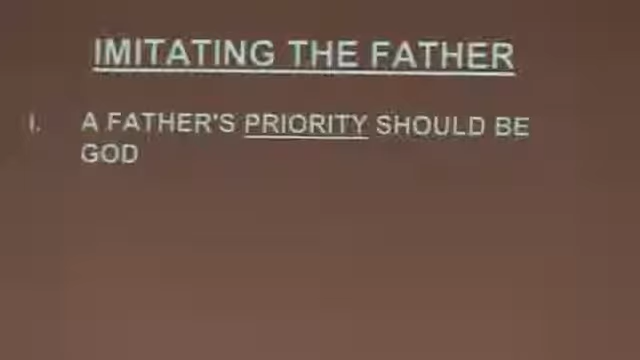 IMITATING THE FATHER
I. A FATHER'S PRIORITY SHOULD BE
GOD